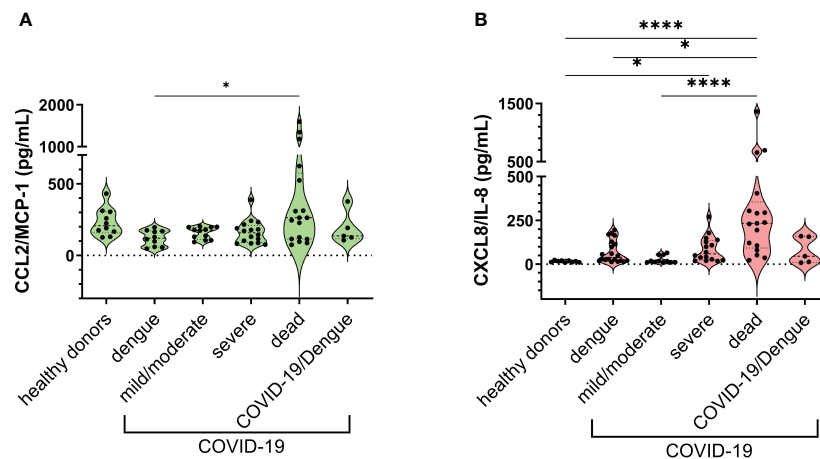 A
CCL2/MCP-1 (pg/mL)
2000
1000
500
0
*
healthy donors
dengue
mild/moderate
severe
dead
COVID-19/Dengue
COVID-19
B
CXCL8/IL-8 (pg/mL)
1500
500
500
250
0
****
*
*
****
healthy donors
dengue
mild/moderate
severe
dead
COVID-19/Dengue
COVID-19